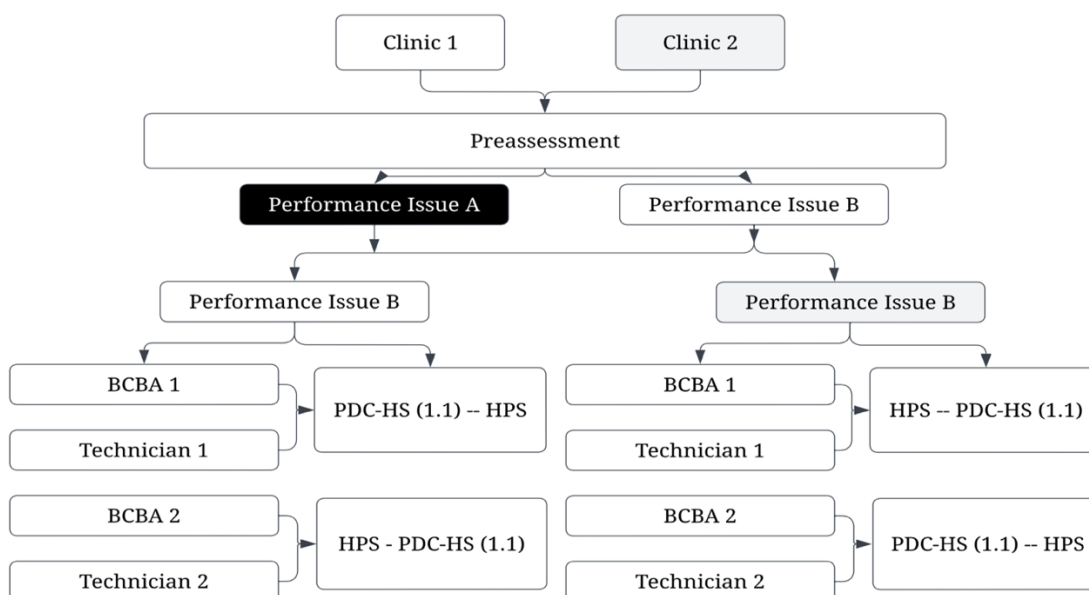 Clinic 1
Clinic 2
Preassessment
Performance Issue A
Performance Issue B
Performance Issue B
Performance Issue B
BCBA 1
PDC-HS (1.1) -- HPS
Technician 1
BCBA 1
HPS -- PDC-HS (1.1)
Technician 1
BCBA 2
HPS - PDC-HS (1.1)
Technician 2
BCBA 2
PDC-HS (1.1) -- HPS
Technician 2